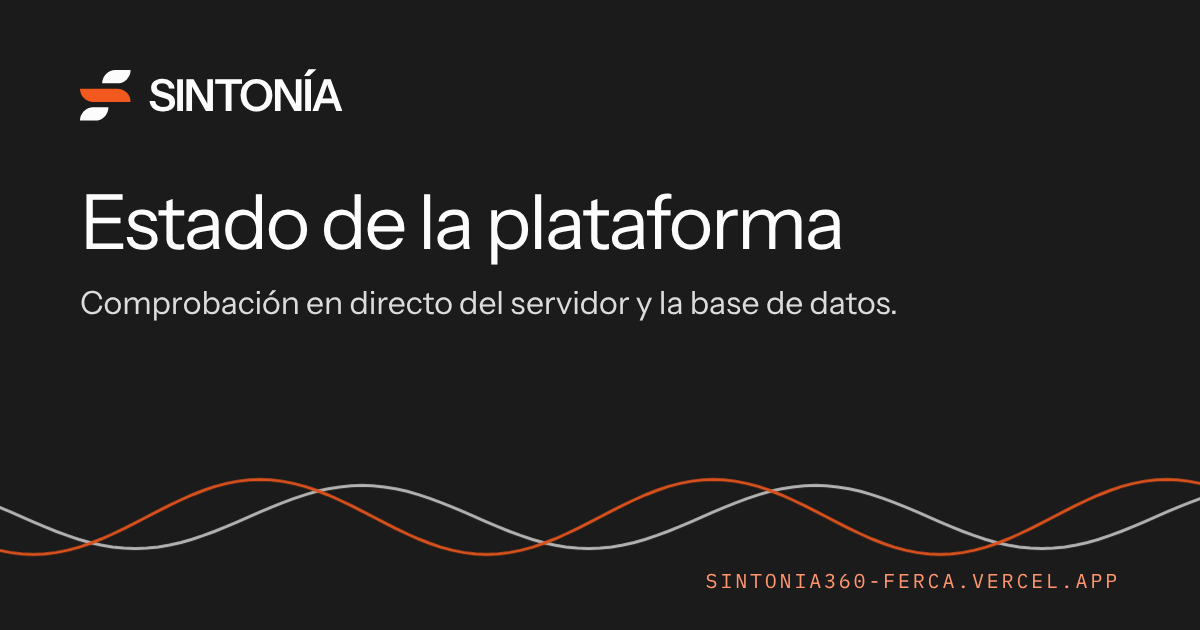 SINTONÍA
Estado de la plataforma
Comprobación en directo del servidor y la base de datos.
SINTONIA360-FERCA.VERCEL.APP